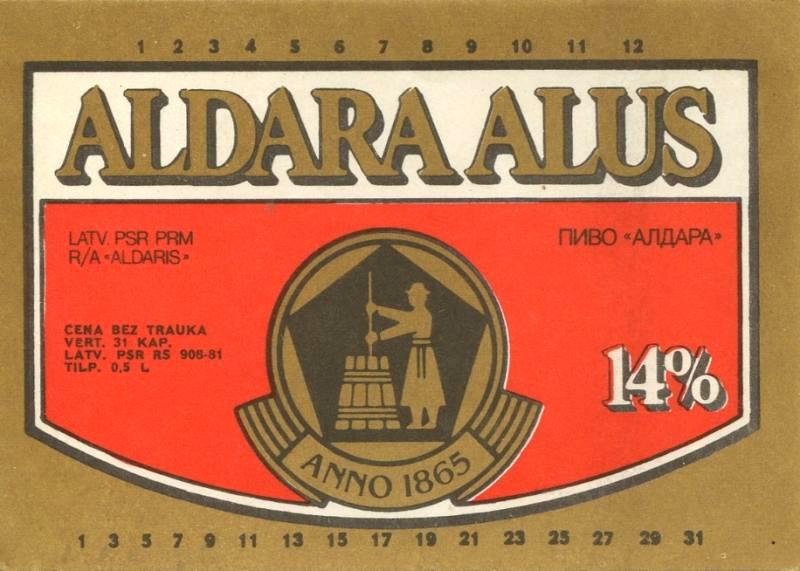 1 2 3 4 5 6 7 8 9 10 11 12
ALDARA ALUS
LATV. PSR PRM
R/A «ALDARIS»
ПИВО «АЛДАРА»
CENA BEZ TRAUKA
VERT. 31 KAP.
LATV. PSR RS 908-81
TILP. 0,5 L
14%
ANNO 1865
1 3 5 7 9 11 13 15 17 19 21 23 25 27 29 31